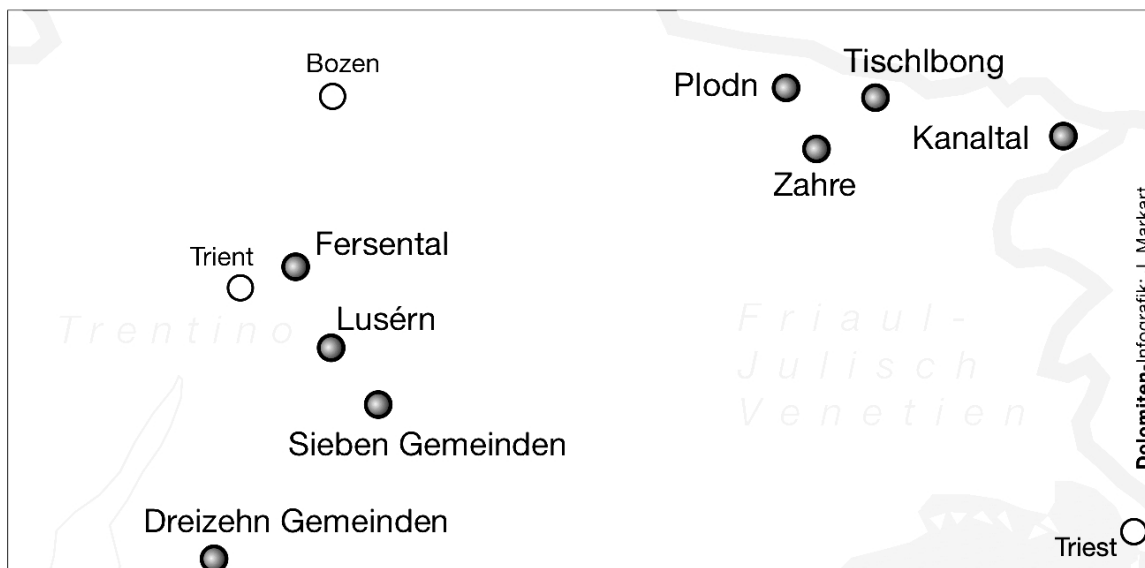 Bozen
Plodn
Tischlbong
Kanaltal
Zahre
Fersental
Trient
Lusérn
Trentino
Friaul-
Julisch
Venetien
Sieben Gemeinden
Dreizehn Gemeinden
Triest
Dolomiten-Infografik: J. Markart